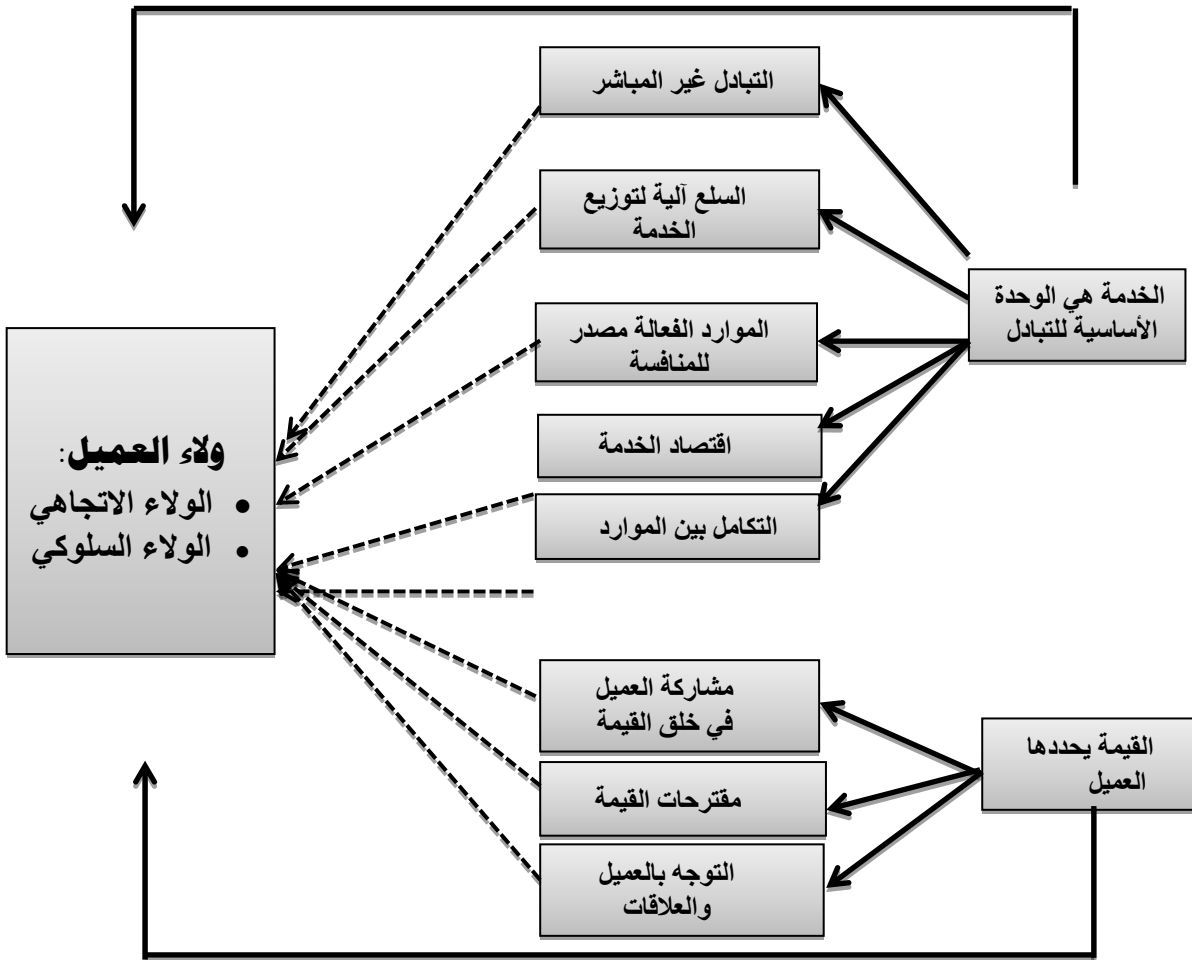 التبادل غير المباشر
السلع آلية لتوزيع
الخدمة
الخدمة هي الوحدة
الأساسية للتبادل
الموارد الفعالة مصدر
للمنافسة
اقتصاد الخدمة
التكامل بين الموارد
ولاء العميل:
• الولاء الاتجاهي
• الولاء السلوكي
مشاركة العميل
في خلق القيمة
القيمة يحددها
العميل
مقترحات القيمة
التوجه بالعميل
والعلاقات